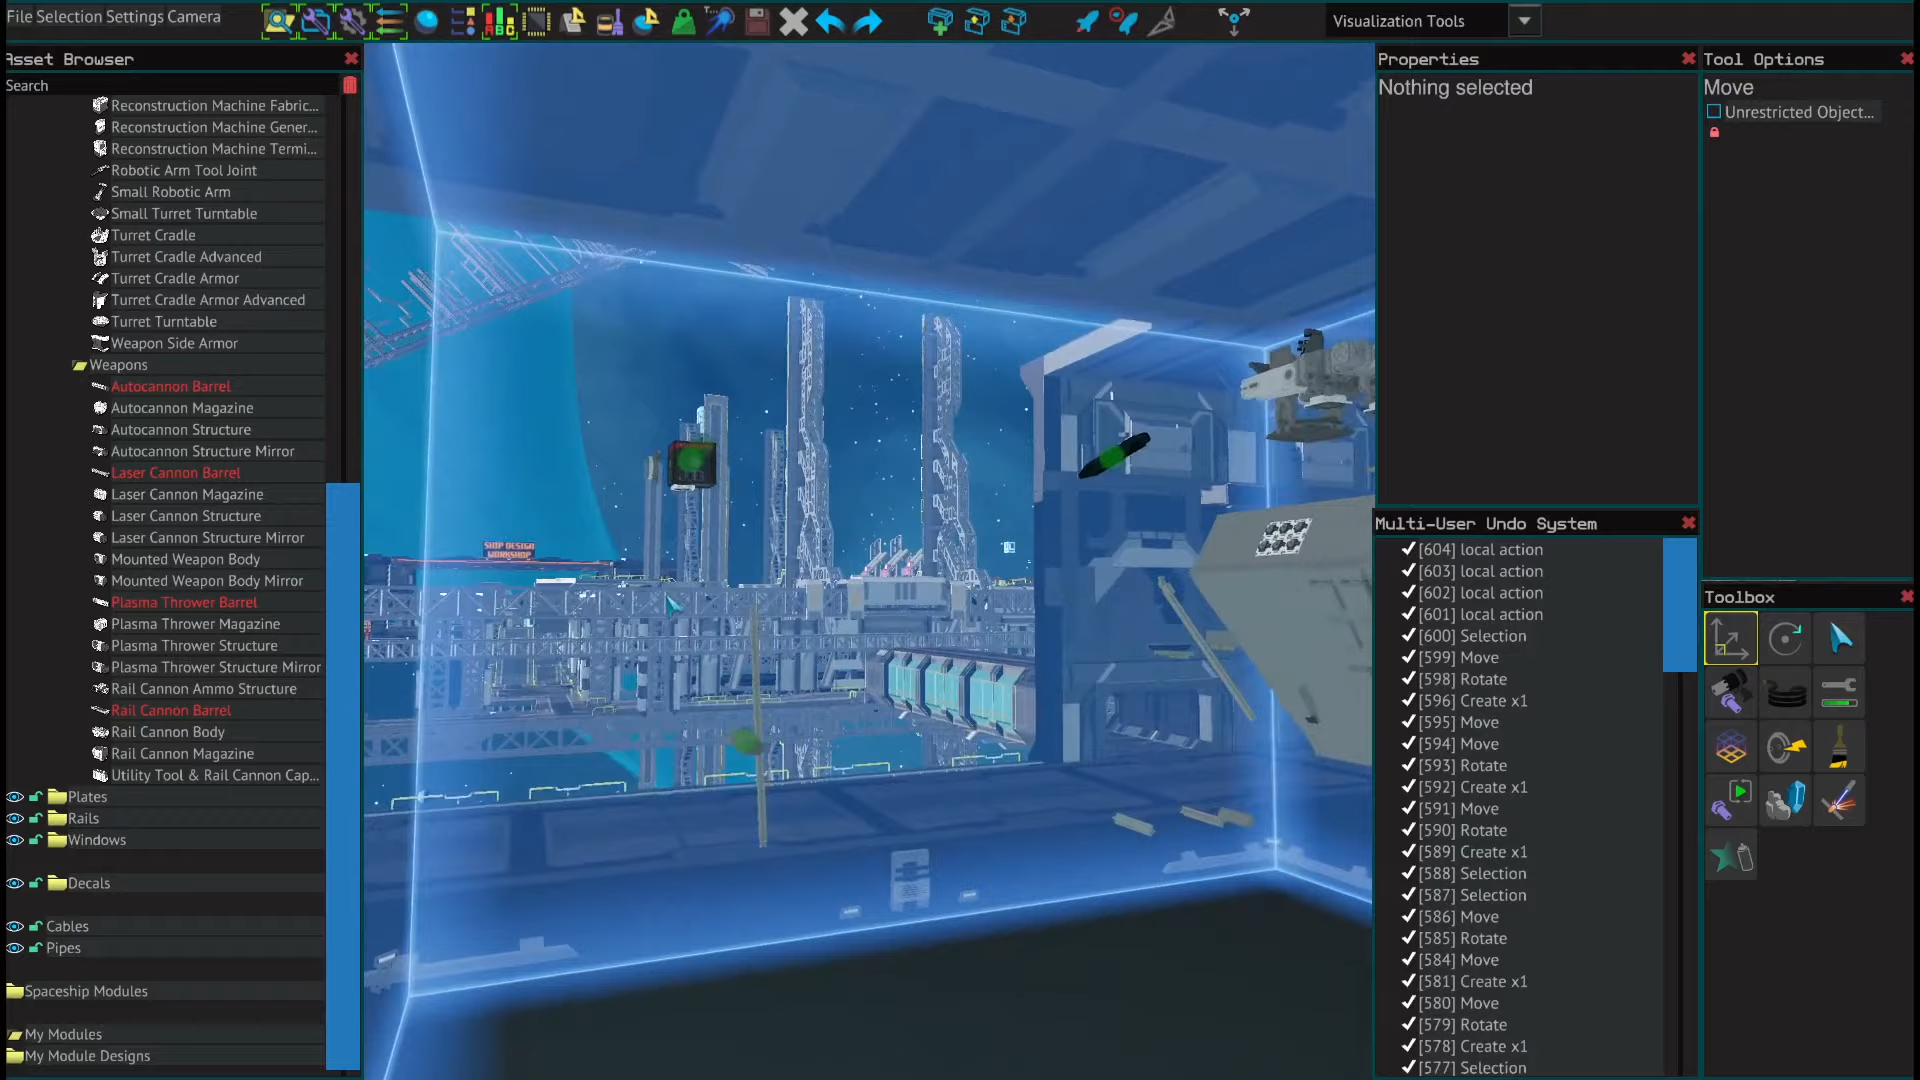 File Selection Settings Camera
Visualization Tools
Asset Browser
Search
Reconstruction Machine Fabric...
Reconstruction Machine Gener...
Reconstruction Machine Termi...
Robotic Arm Tool Joint
Small Robotic Arm
Small Turret Turntable
Turret Cradle
Turret Cradle Advanced
Turret Cradle Armor
Turret Cradle Armor Advanced
Turret Turntable
Weapon Side Armor
Weapons
Autocannon Barrel
Autocannon Magazine
Autocannon Structure
Autocannon Structure Mirror
Laser Cannon Barrel
Laser Cannon Magazine
Laser Cannon Structure
Laser Cannon Structure Mirror
Mounted Weapon Body
Mounted Weapon Body Mirror
Plasma Thrower Barrel
Plasma Thrower Magazine
Plasma Thrower Structure
Plasma Thrower Structure Mirror
Rail Cannon Ammo Structure
Rail Cannon Barrel
Rail Cannon Body
Rail Cannon Magazine
Utility Tool & Rail Cannon Cap...
Plates
Rails
Windows
Decals
Cables
Pipes
Spaceship Modules
My Modules
My Module Designs
SHIP DESIGN
WORKSHOP
Properties
Nothing selected
Multi-User Undo System
[604] local action
[603] local action
[602] local action
[601] local action
[600] Selection
[599] Move
[598] Rotate
[596] Create x1
[595] Move
[594] Move
[593] Rotate
[592] Create x1
[591] Move
[590] Rotate
[589] Create x1
[588] Selection
[587] Selection
[586] Move
[585] Rotate
[584] Move
[581] Create x1
[580] Move
[579] Rotate
[578] Create x1
[577] Selection
Tool Options
Move
Unrestricted Object...
Toolbox